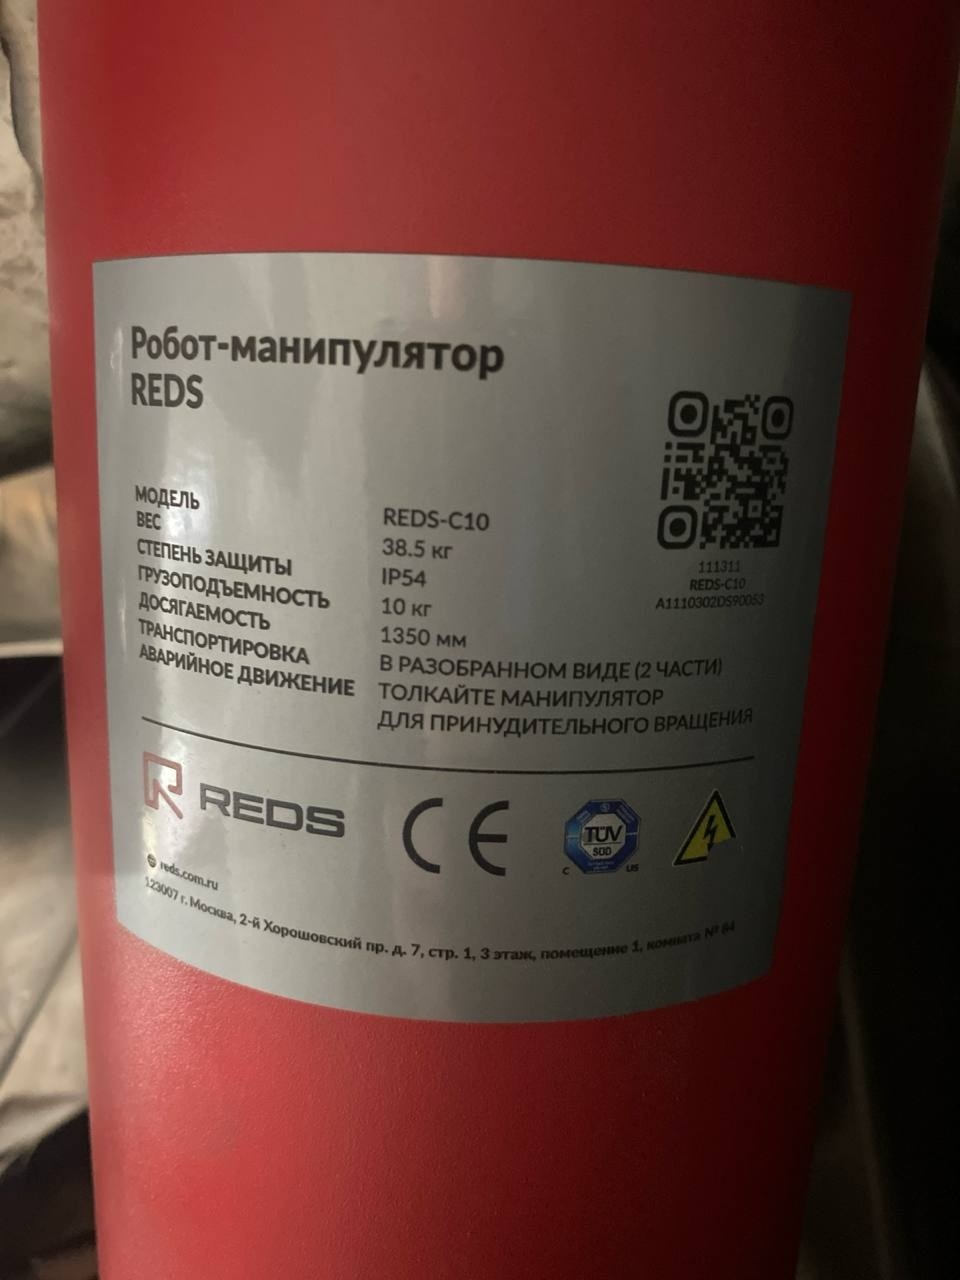 Робот-манипулятор
REDS
МОДЕЛЬ REDS-C10
ВЕС 38.5 кг
СТЕПЕНЬ ЗАЩИТЫ IP54
ГРУЗОПОДЪЕМНОСТЬ 10 кг
ДОСЯГАЕМОСТЬ 1350 мм
ТРАНСПОРТИРОВКА В РАЗОБРАННОМ ВИДЕ (2 ЧАСТИ)
АВАРИЙНОЕ ДВИЖЕНИЕ ТОЛКАЙТЕ МАНИПУЛЯТОР
ДЛЯ ПРИНУДИТЕЛЬНОГО ВРАЩЕНИЯ
111311
REDS-C10
A1110302DS90053
REDS
CE
TÜV
SÜD
C US
reds.com.ru
123007 г. Москва, 2-й Хорошовский пр. д. 7, стр. 1, 3 этаж, помещение 1, комната № 84